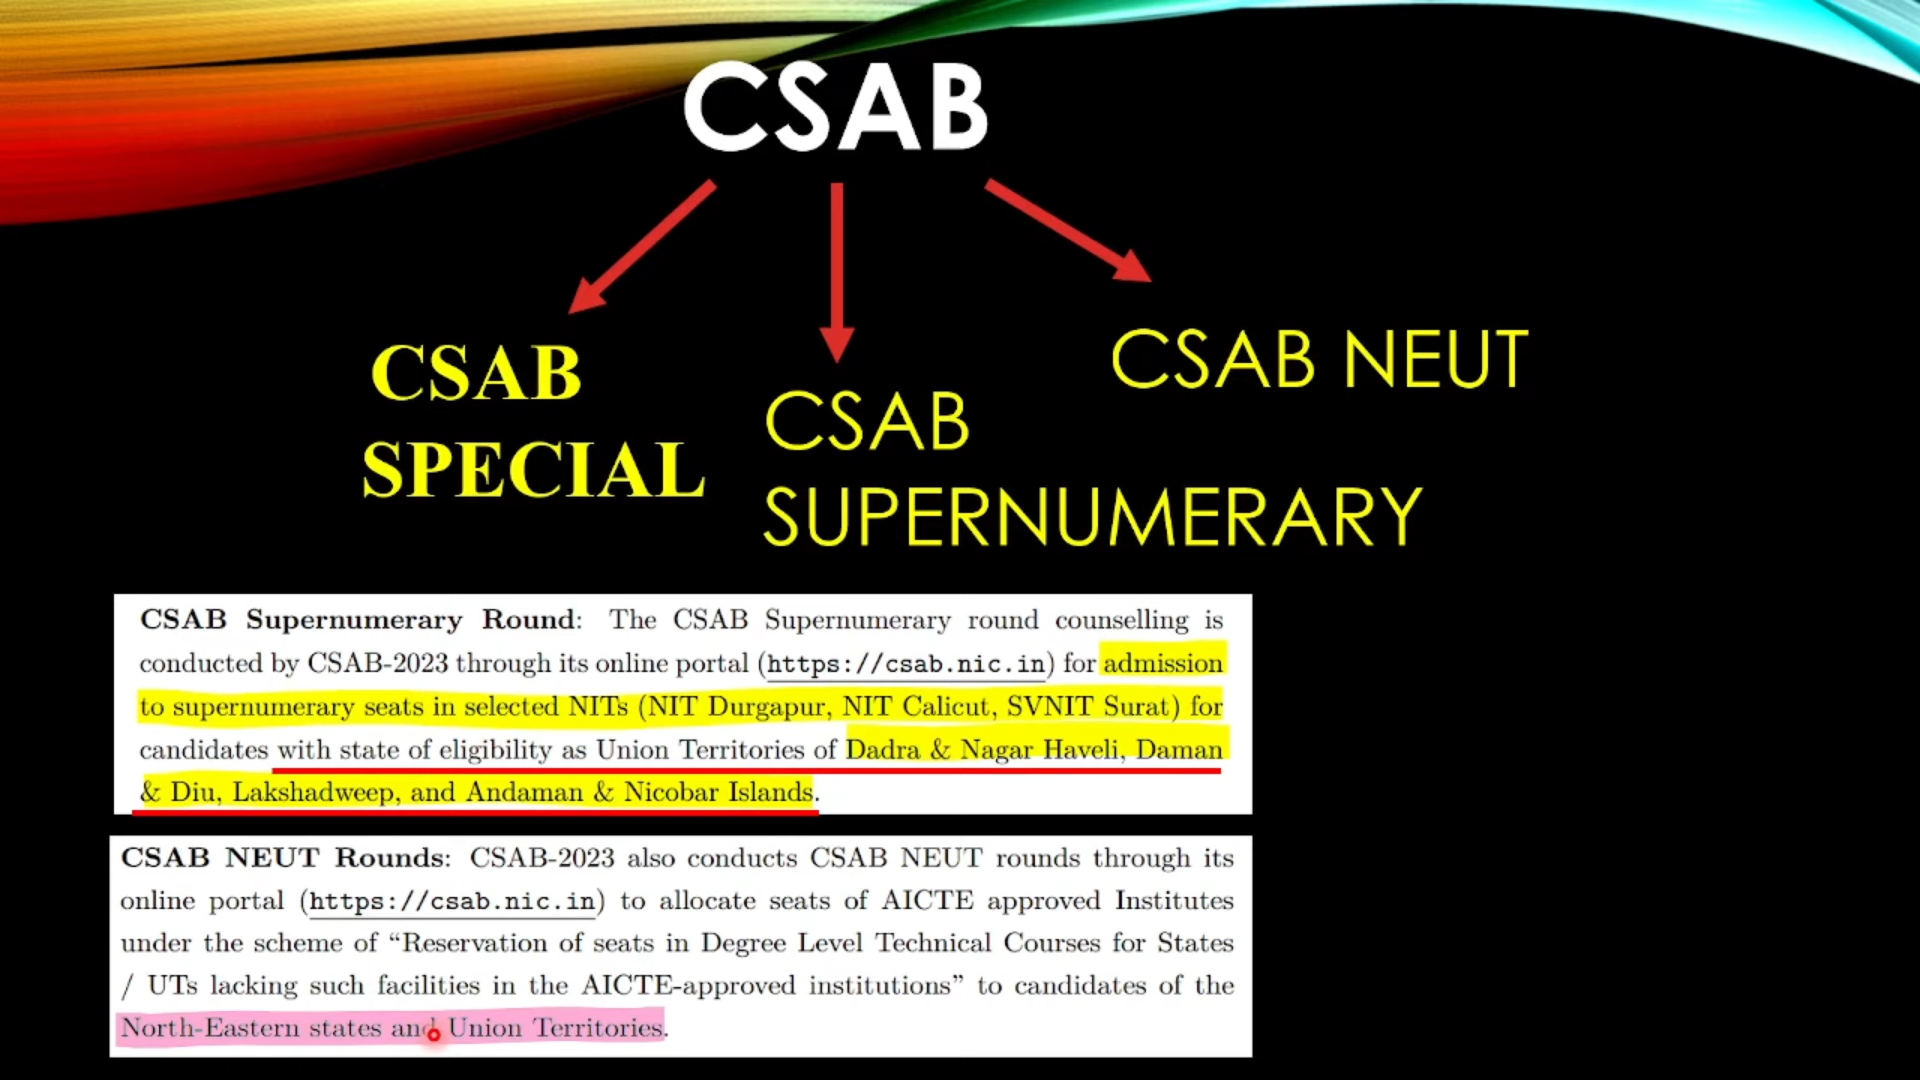 CSAB
CSAB
SPECIAL
CSAB
SUPERNUMERARY
CSAB NEUT
CSAB Supernumerary Round: The CSAB Supernumerary round counselling is
conducted by CSAB-2023 through its online portal (https://csab.nic.in) for admission
to supernumerary seats in selected NITs (NIT Durgapur, NIT Calicut, SVNIT Surat) for
candidates with state of eligibility as Union Territories of Dadra & Nagar Haveli, Daman
& Diu, Lakshadweep, and Andaman & Nicobar Islands.
CSAB NEUT Rounds: CSAB-2023 also conducts CSAB NEUT rounds through its
online portal (https://csab.nic.in) to allocate seats of AICTE approved Institutes
under the scheme of “Reservation of seats in Degree Level Technical Courses for States
/ UTs lacking such facilities in the AICTE-approved institutions” to candidates of the
North-Eastern states and Union Territories.